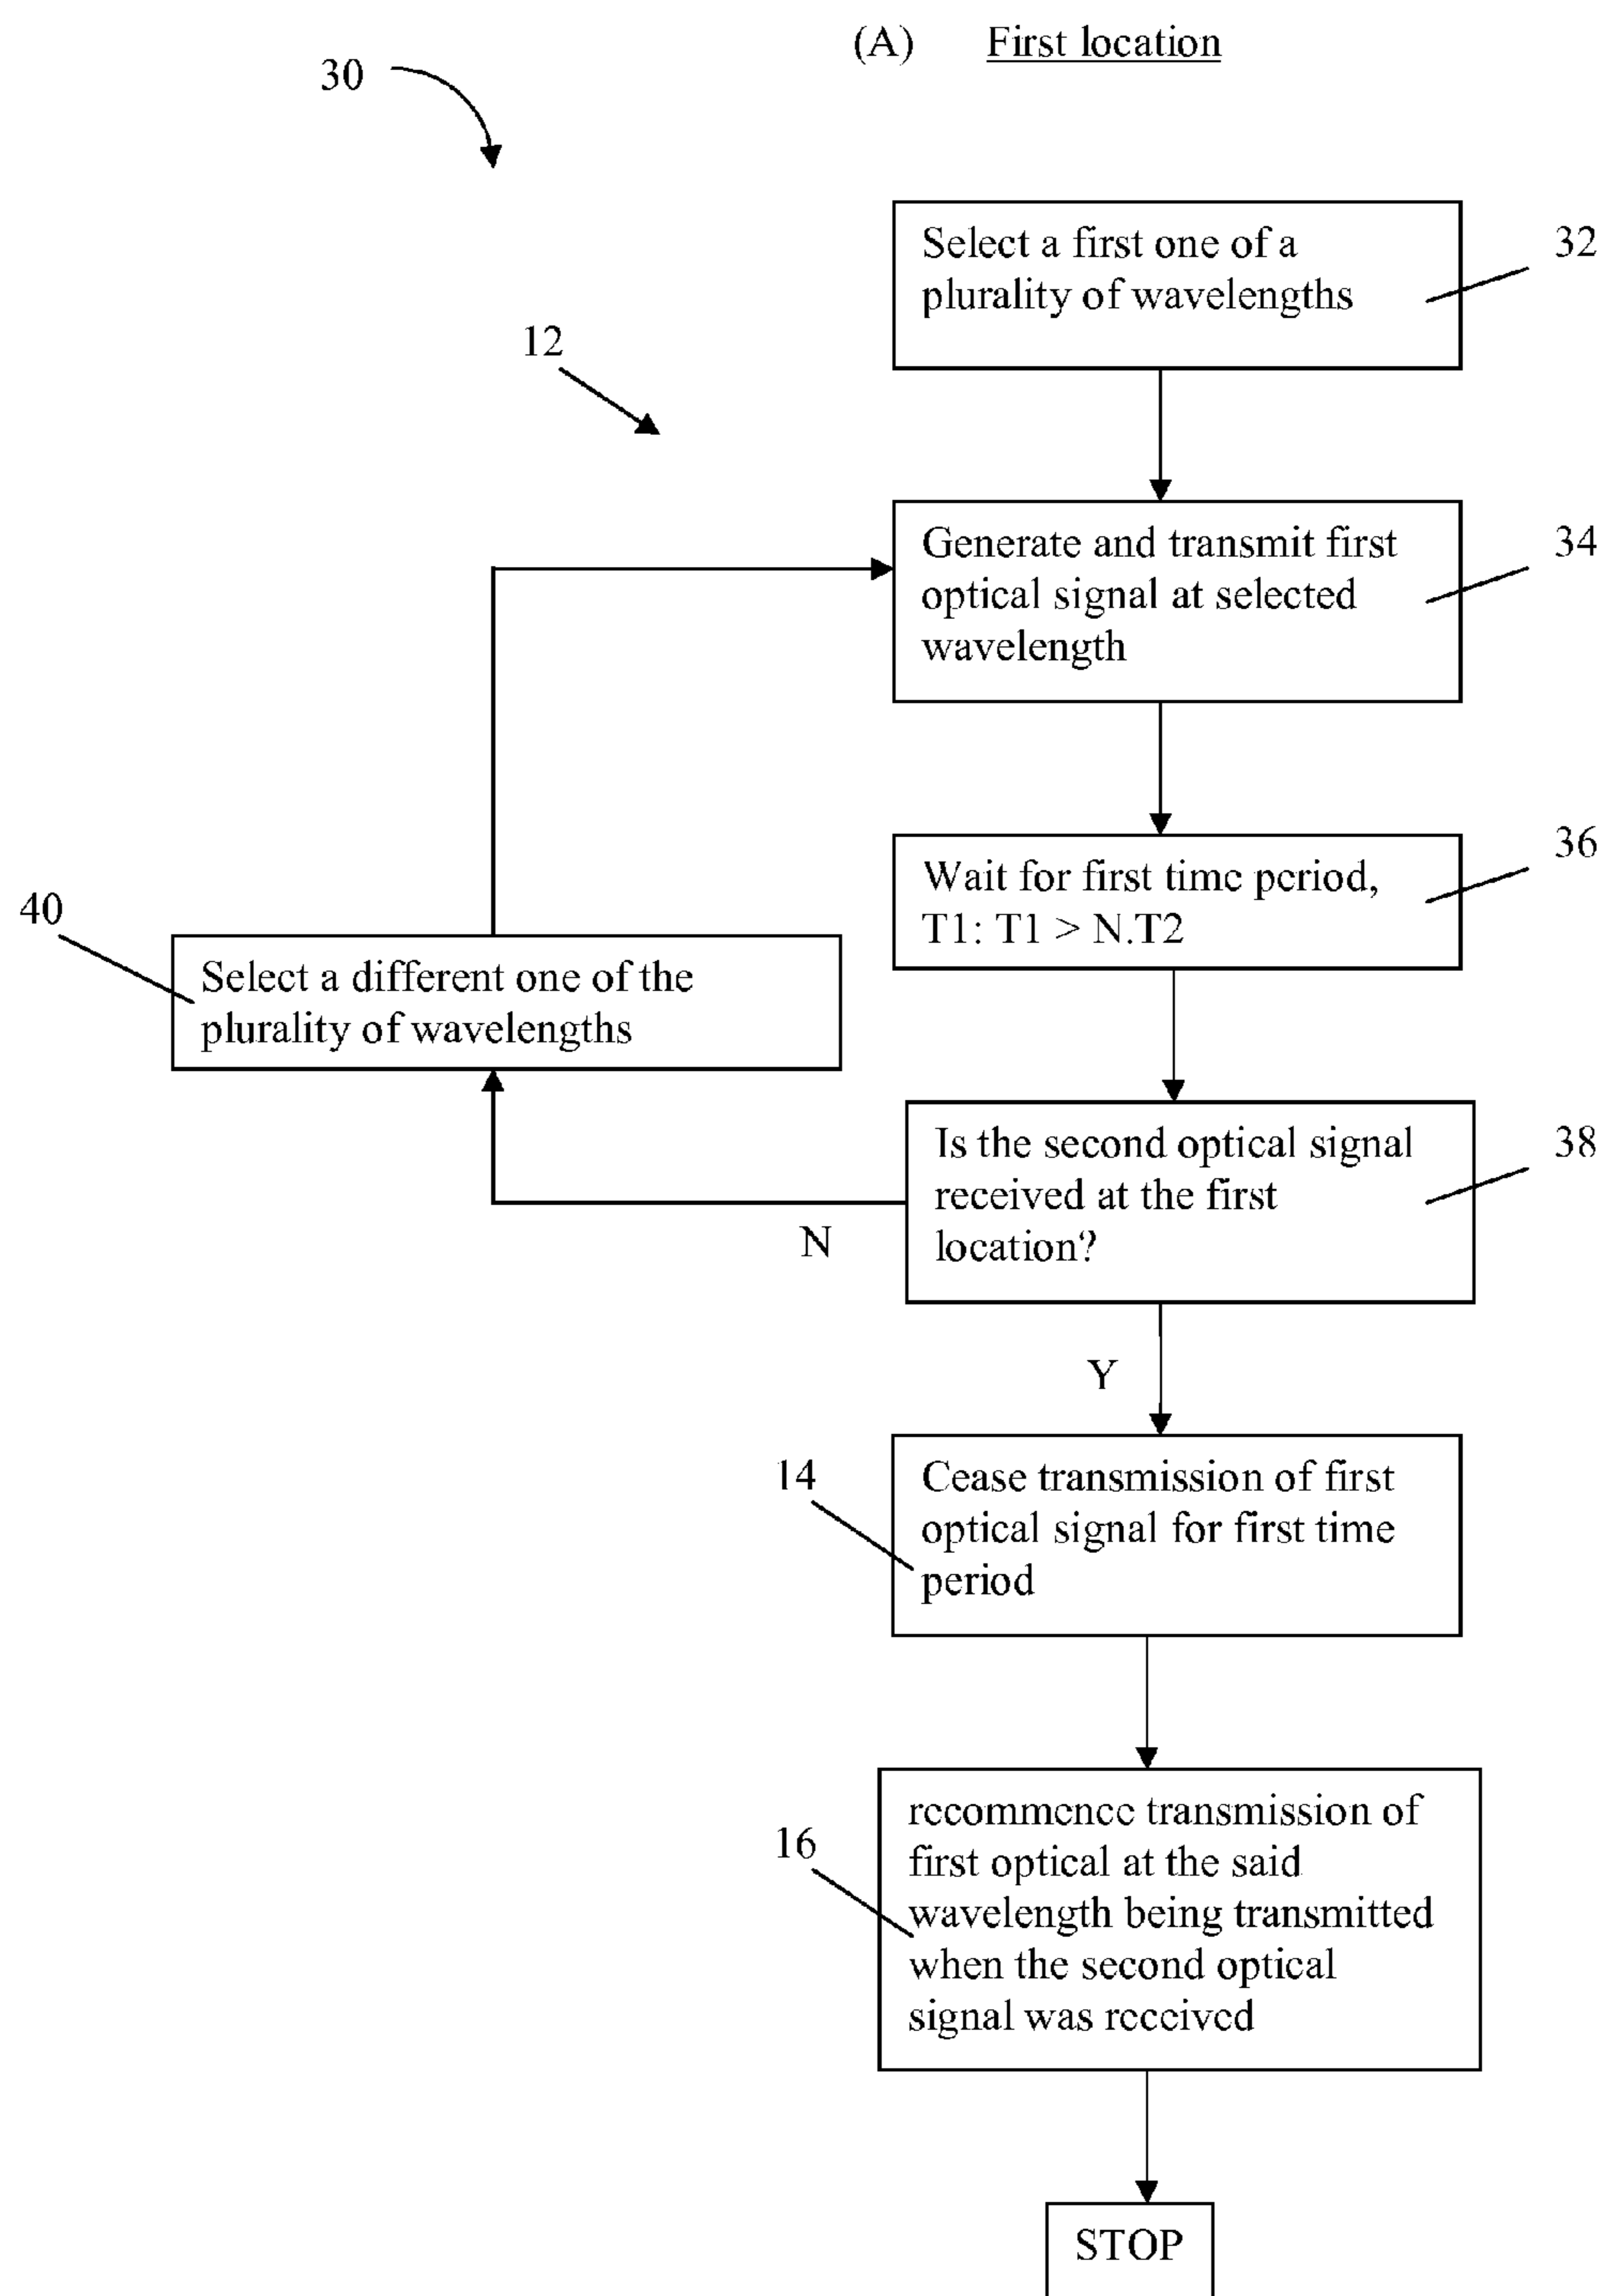 (A) First location
30
Select a first one of a
plurality of wavelengths
32
12
Generate and transmit first
optical signal at selected
wavelength
34
Wait for first time period,
T1: T1 > N.T2
36
40
Select a different one of the
plurality of wavelengths
Is the second optical signal
received at the first
location?
38
N
Y
14
Cease transmission of first
optical signal for first time
period
16
recommence transmission of
first optical at the said
wavelength being transmitted
when the second optical
signal was received
STOP